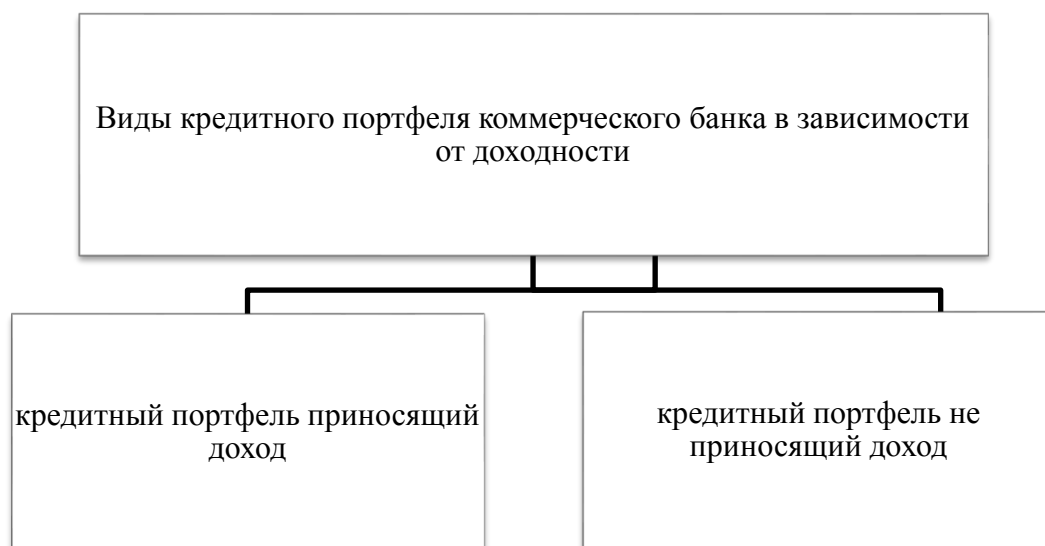 Виды кредитного портфеля коммерческого банка в зависимости
от доходности
кредитный портфель приносящий
доход
кредитный портфель не
приносящий доход